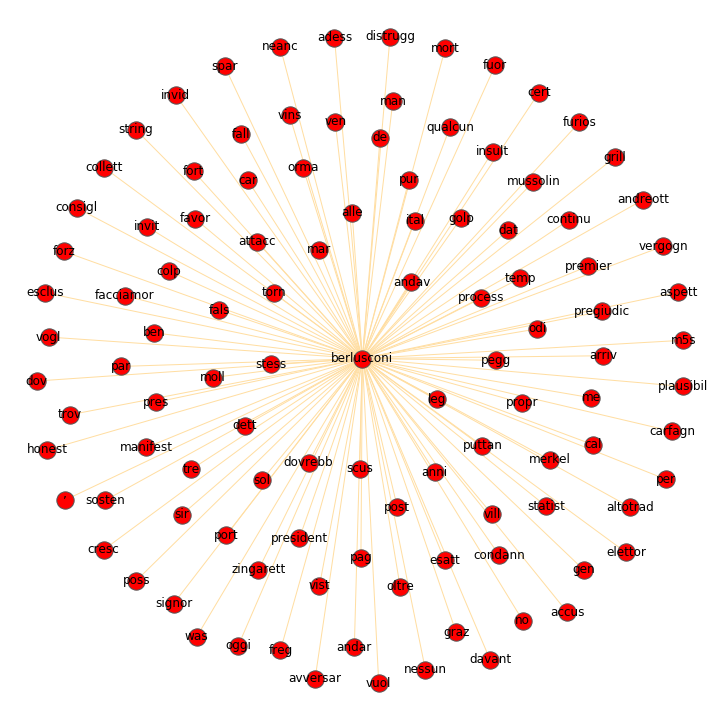 adess
distrugg
neanc
mort
spar
fuor
invid
cert
man
vins
ven
furios
string
fall
de
qualcun
insult
grill
collett
fort
orma
car
pur
mussolin
andreott
consigl
favor
alle
ital
golp
continu
invit
dat
vergogn
forz
attacc
mar
colp
premier
esclus
facciamor
torn
andav
temp
process
aspett
fals
pregiudic
vogl
ben
odi
m5s
dov
par
stess
berlusconi
pegg
arriv
moll
plausibil
trov
pres
leg
propr
me
honest
manifest
dett
puttan
cal
cartagn
tre
dovrebb
scus
anni
merkel
per
'
sosten
sol
post
statist
altotrad
sir
vill
cresc
port
president
condann
elettor
poss
zingarett
vist
pag
oltre
esatt
gen
signor
accus
was
oggi
freg
andar
graz
no
avversar
vuol
nessun
davant